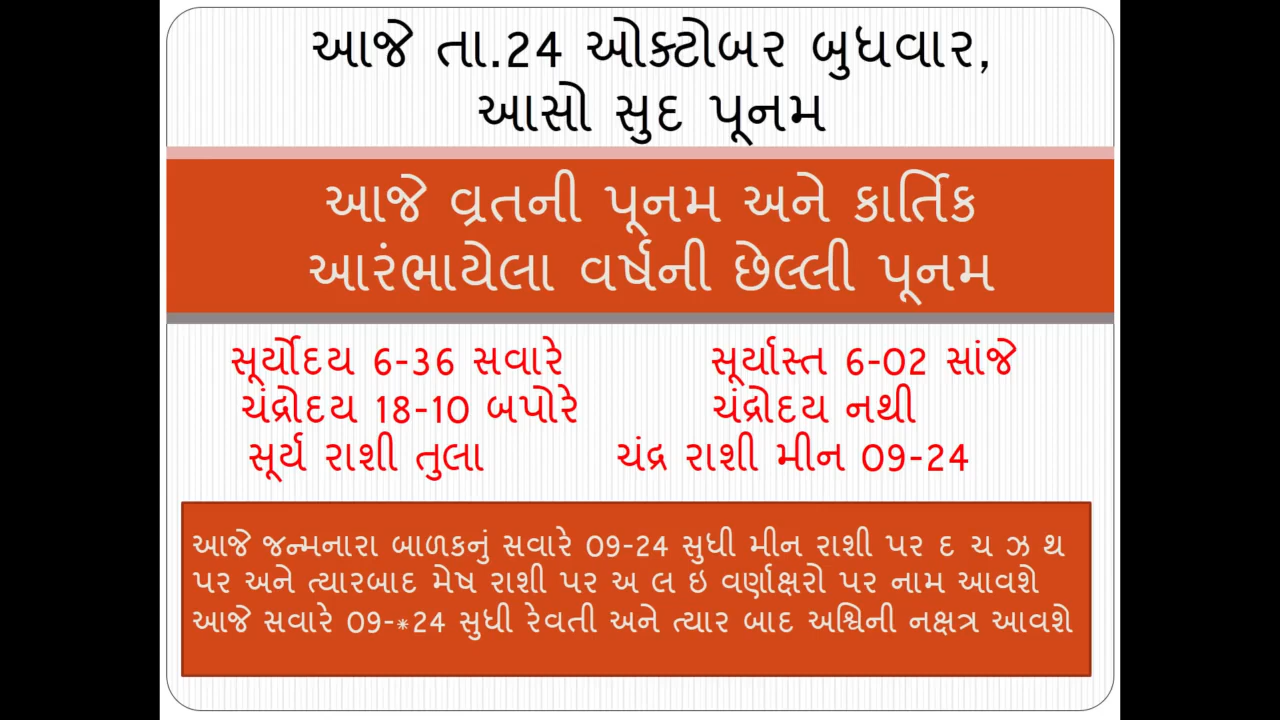 આજે તા.24 ઓક્ટોબર બુધવાર,
આસો સુદ પૂનમ
આજે વ્રતની પૂનમ અને કાર્તિક
આરંભાયેલા વર્ષની છેલ્લી પૂનમ
સૂર્યોદય 6-36 સવારે સૂર્યાસ્ત 6-02 સાંજે
ચંદ્રોદય 18-10 બપોરે ચંદ્રોદય નથી
સૂર્ય રાશી તુલા ચંદ્ર રાશી મીન 09-24
આજે જન્મનારા બાળકનું સવારે 09-24 સુધી મીન રાશી પર દ ચ ઝ થ
પર અને ત્યારબાદ મેષ રાશી પર અ લ ઇ વર્ણાક્ષરો પર નામ આવશે
આજે સવારે 09-*24 સુધી રેવતી અને ત્યાર બાદ અશ્વિની નક્ષત્ર આવશે